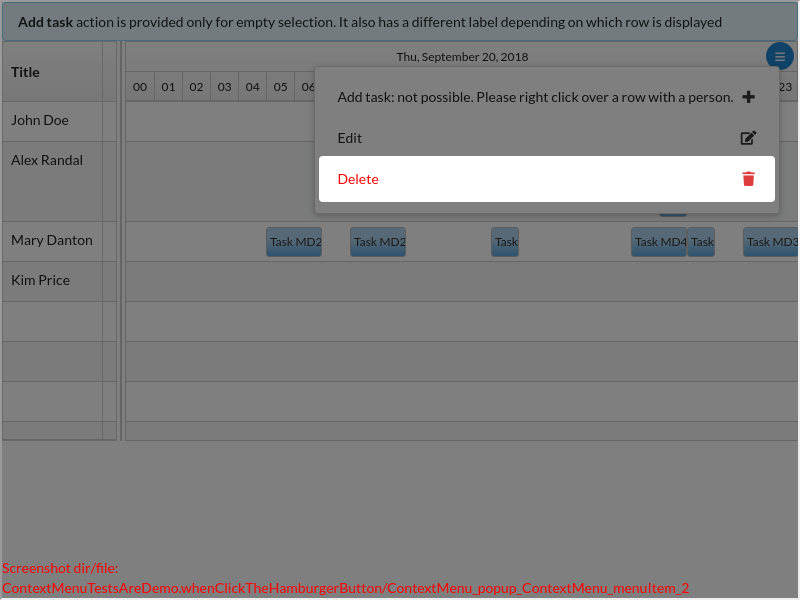 Add task action is provided only for empty selection. It also has a different label depending on which row is displayed
Title
Thu, September 20, 2018
00 01 02 03 04 05 06 23
Add task: not possible. Please right click over a row with a person.
Edit
Delete
John Doe
Alex Randal
Mary Danton
Task MD2 Task MD2 Task Task MD4 Task Task MD3
Kim Price
Screenshot dir/file:
ContextMenuTestsAreDemo.whenClickTheHamburgerButton/ContextMenu_popup_ContextMenu_menuItem_2